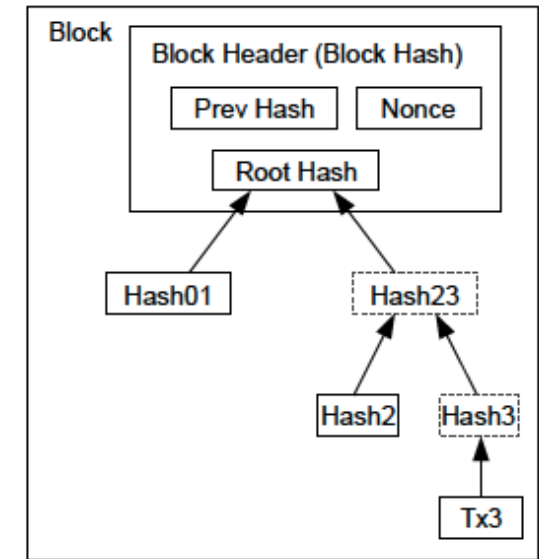 Block
Block Header (Block Hash)
Prev Hash
Nonce
Root Hash
Hash01
Hash23
Hash2
Hash3
Tx3